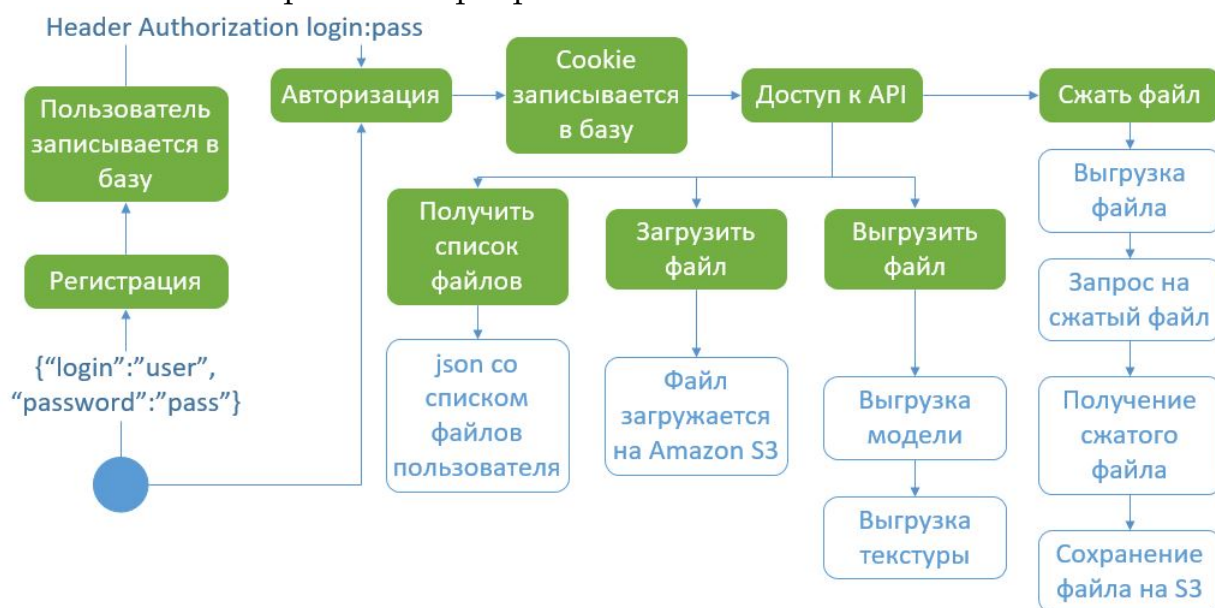 Header Authorization login:pass
Пользователь
записывается в
базу
Регистрация
{“login”:”user”,
“password”:”pass”}
Авторизация
Cookie
записывается
в базу
Доступ к API
Получить
список
файлов
json со
списком
файлов
пользователя
Загрузить
файл
Файл
загружается
на Amazon S3
Выгрузить
файл
Выгрузка
модели
Выгрузка
текстуры
Сжать файл
Выгрузка
файла
Запрос на
сжатый файл
Получение
сжатого
файла
Сохранение
файла на S3